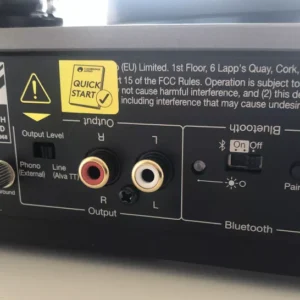 (EU) Limited. 1st Floor, 6 Lapp's Quay, Cork,
t 15 of the FCC Rules. Operation is subject to
not cause harmful interference, and (2) this de
including interference that may cause undesir
QUICK
START
Output
R
L
Bluetooth
Output Level
Phono
(External)
Line
(Alva TT)
On
Off
R
L
Output
Pair
Bluetooth
ound